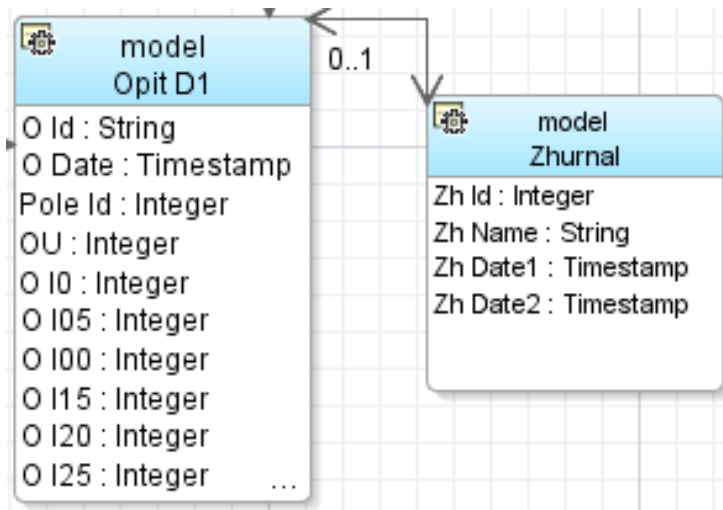 model
Opit D1
O Id : String
O Date : Timestamp
Pole Id : Integer
OU : Integer
O I0 : Integer
O I05 : Integer
O I00 : Integer
O I15 : Integer
O I20 : Integer
O I25 : Integer
...
0..1
model
Zhurnal
Zh Id : Integer
Zh Name : String
Zh Date1 : Timestamp
Zh Date2 : Timestamp